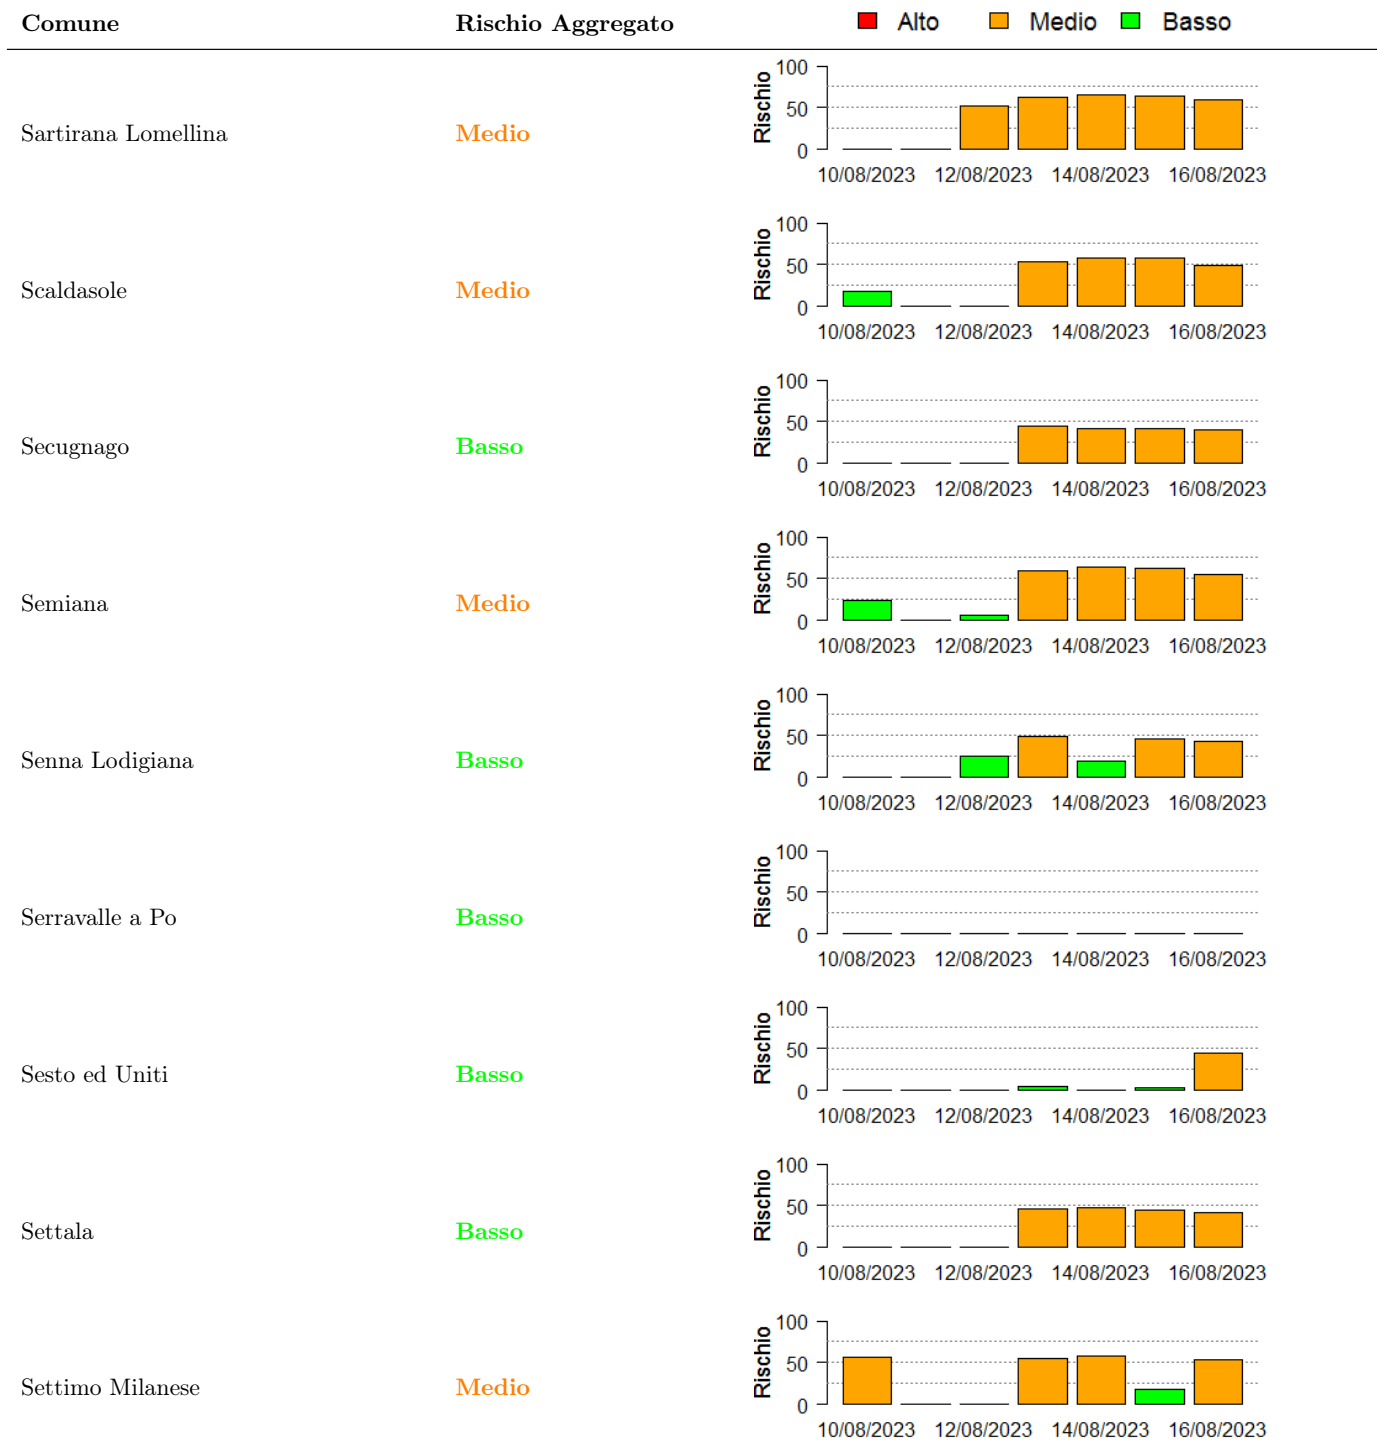 Comune Rischio Aggregato Alto Medio Basso
Sartirana Lomellina Medio Rischio 100 50 0
10/08/2023 12/08/2023 14/08/2023 16/08/2023
Scaldasole Medio Rischio 100 50 0
10/08/2023 12/08/2023 14/08/2023 16/08/2023
Secugnago Basso Rischio 100 50 0
10/08/2023 12/08/2023 14/08/2023 16/08/2023
Semiana Medio Rischio 100 50 0
10/08/2023 12/08/2023 14/08/2023 16/08/2023
Senna Lodigiana Basso Rischio 100 50 0
10/08/2023 12/08/2023 14/08/2023 16/08/2023
Serravalle a Po Basso Rischio 100 50 0
10/08/2023 12/08/2023 14/08/2023 16/08/2023
Sesto ed Uniti Basso Rischio 100 50 0
10/08/2023 12/08/2023 14/08/2023 16/08/2023
Settala Basso Rischio 100 50 0
10/08/2023 12/08/2023 14/08/2023 16/08/2023
Settimo Milanese Medio Rischio 100 50 0
10/08/2023 12/08/2023 14/08/2023 16/08/2023